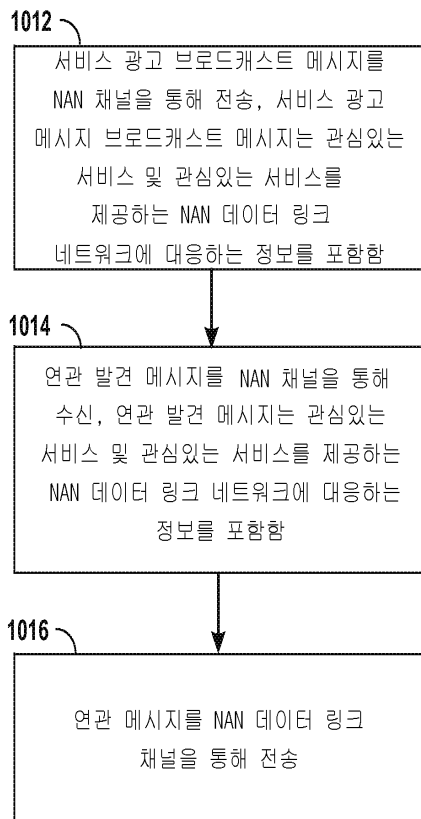 1012
서비스 광고 브로드캐스트 메시지를
NAN 채널을 통해 전송, 서비스 광고
메시지 브로드캐스트 메시지는 관심있는
서비스 및 관심있는 서비스를
제공하는 NAN 데이터 링크
네트워크에 대응하는 정보를 포함함
1014
연관 발견 메시지를 NAN 채널을 통해
수신, 연관 발견 메시지는 관심있는
서비스 및 관심있는 서비스를 제공하는
NAN 데이터 링크 네트워크에 대응하는
정보를 포함함
1016
연관 메시지를 NAN 데이터 링크
채널을 통해 전송